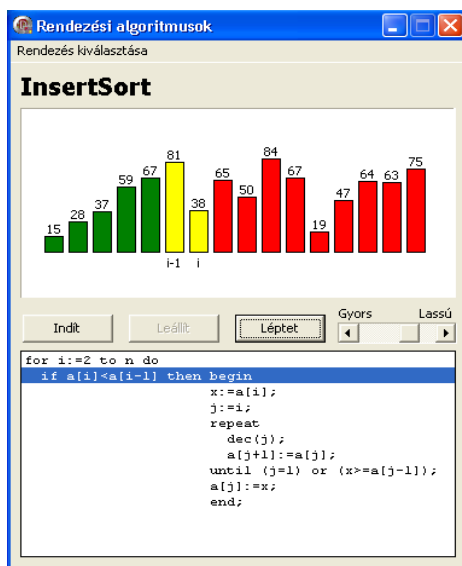 Rendezési algoritmusok
Rendezés kiválasztása
InsertSort
15 28 37 59 67 81 38 65 50 84 67 19 47 64 63 75
i-1 i
Gyors Lassú
Indít Leállít Léptet
for i:=2 to n do
if a[i]<a[i-1] then begin
x:=a[i];
j:=i;
repeat
dec(j);
a[j+1]:=a[j];
until (j=1) or (x>=a[j-1]);
a[j]:=x;
end;